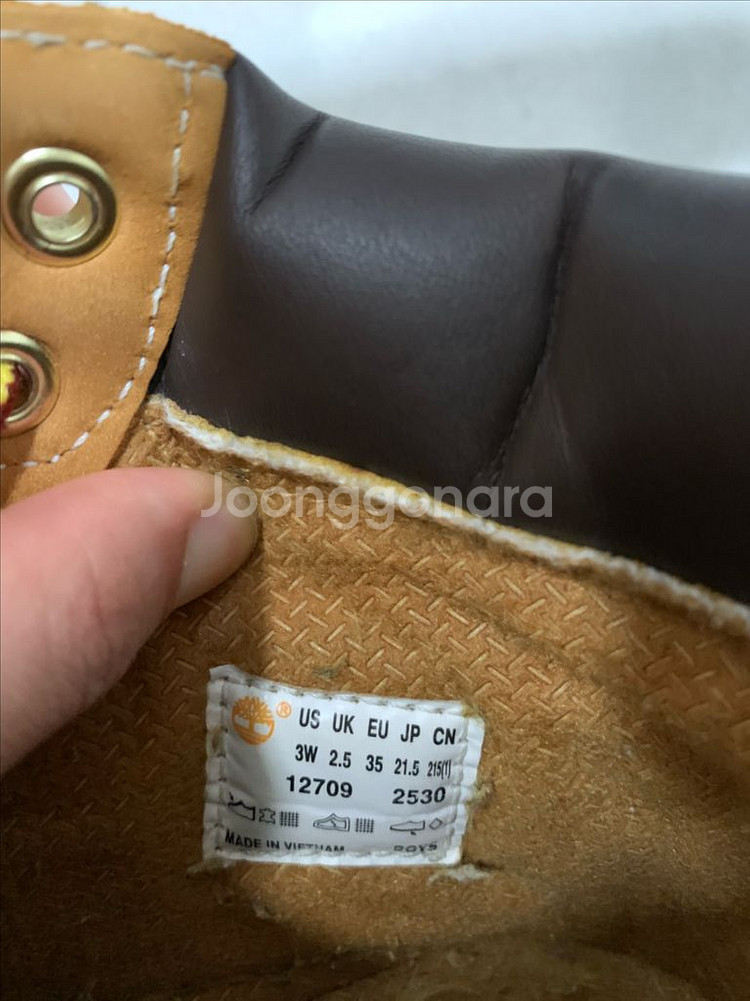 Joonggonara
® US UK EU JP CN
3W 2.5 35 21.5 215(1)
12709 2530
MADE IN VIETNAM BOYS